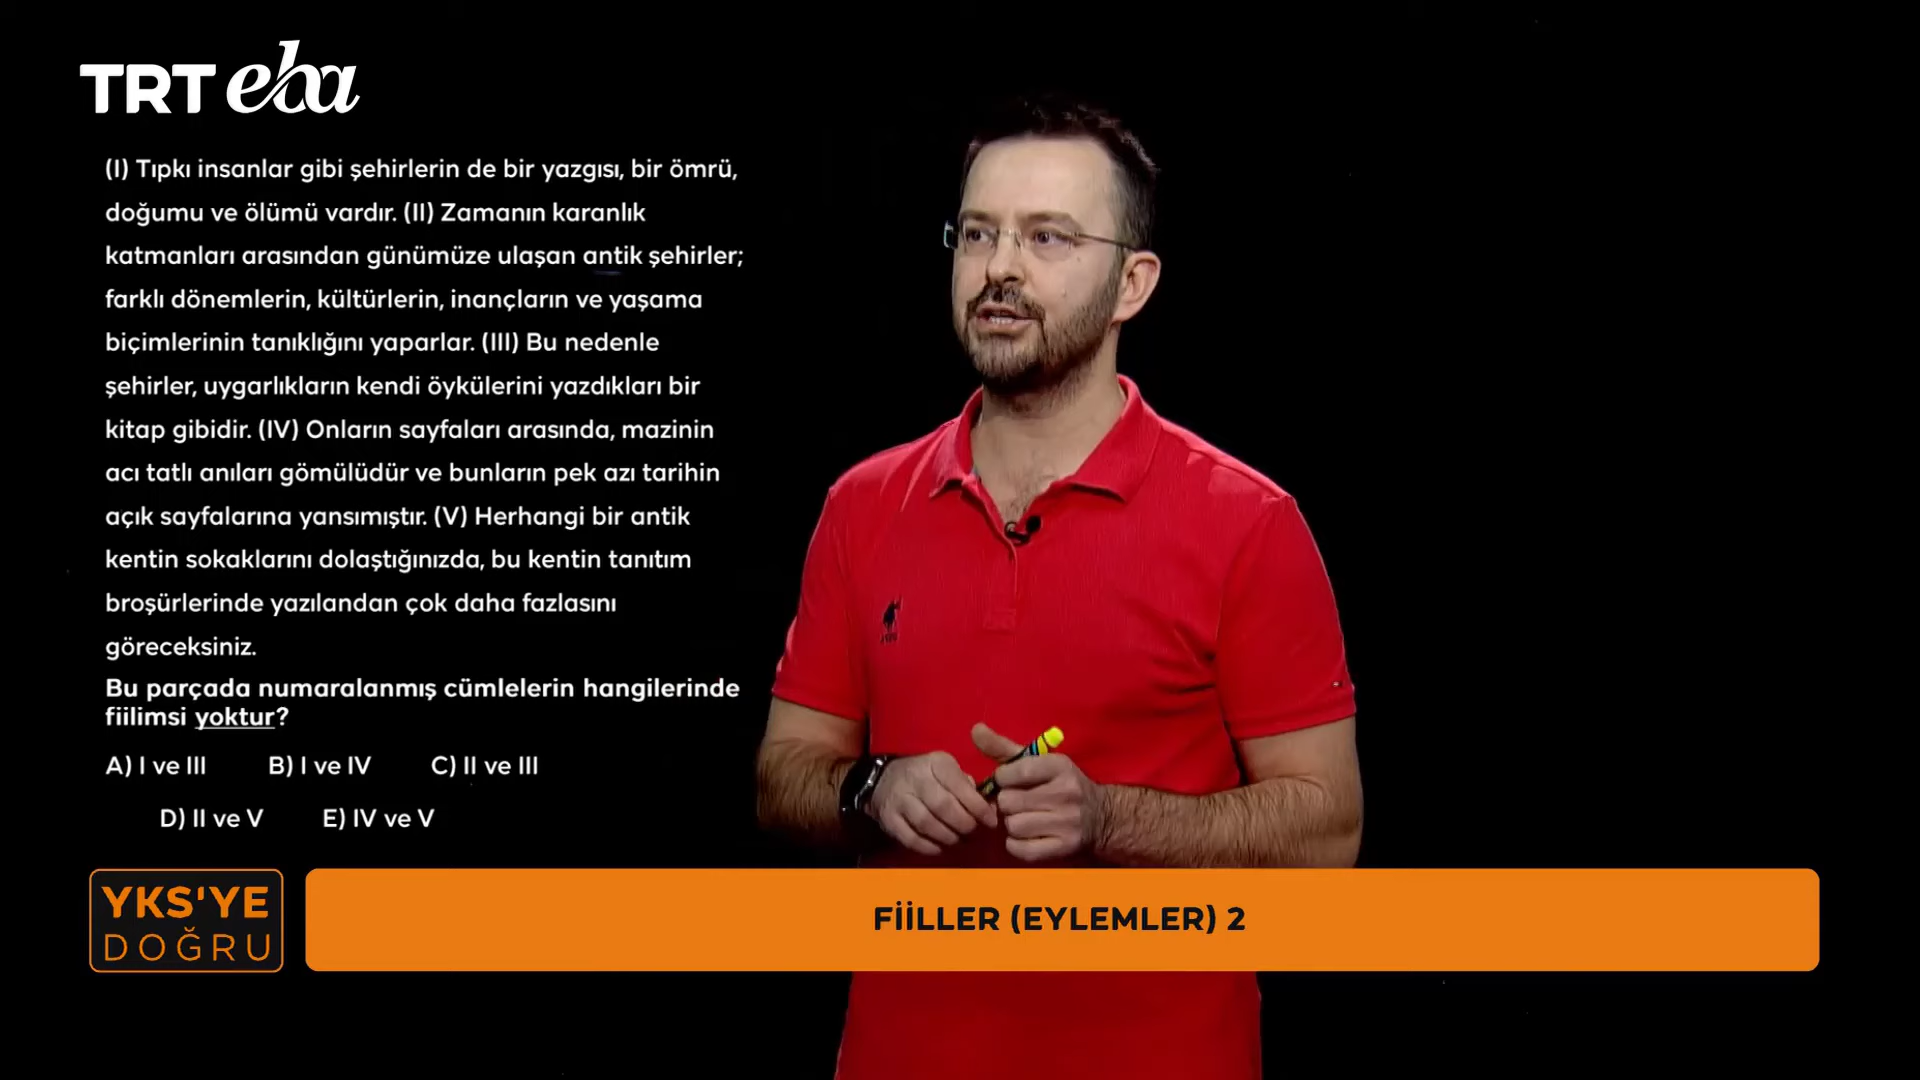 TRT eba
(I) Tıpkı insanlar gibi şehirlerin de bir yazgısı, bir ömrü,
doğumu ve ölümü vardır. (II) Zamanın karanlık
katmanları arasından günümüze ulaşan antik şehirler;
farklı dönemlerin, kültürlerin, inançların ve yaşama
biçimlerinin tanıklığını yaparlar. (III) Bu nedenle
şehirler, uygarlıkların kendi öykülerini yazdıkları bir
kitap gibidir. (IV) Onların sayfaları arasında, mazinin
acı tatlı anıları gömülüdür ve bunların pek azı tarihin
açık sayfalarına yansımıştır. (V) Herhangi bir antik
kentin sokaklarını dolaştığınızda, bu kentin tanıtım
broşürlerinde yazılandan çok daha fazlasını
göreceksiniz.
Bu parçada numaralanmış cümlelerin hangilerinde
fiilimsi yoktur?
A) I ve III B) I ve IV C) II ve III
D) II ve V E) IV ve V
YKS'YE
DOĞRU
FİİLLER (EYLEMLER) 2